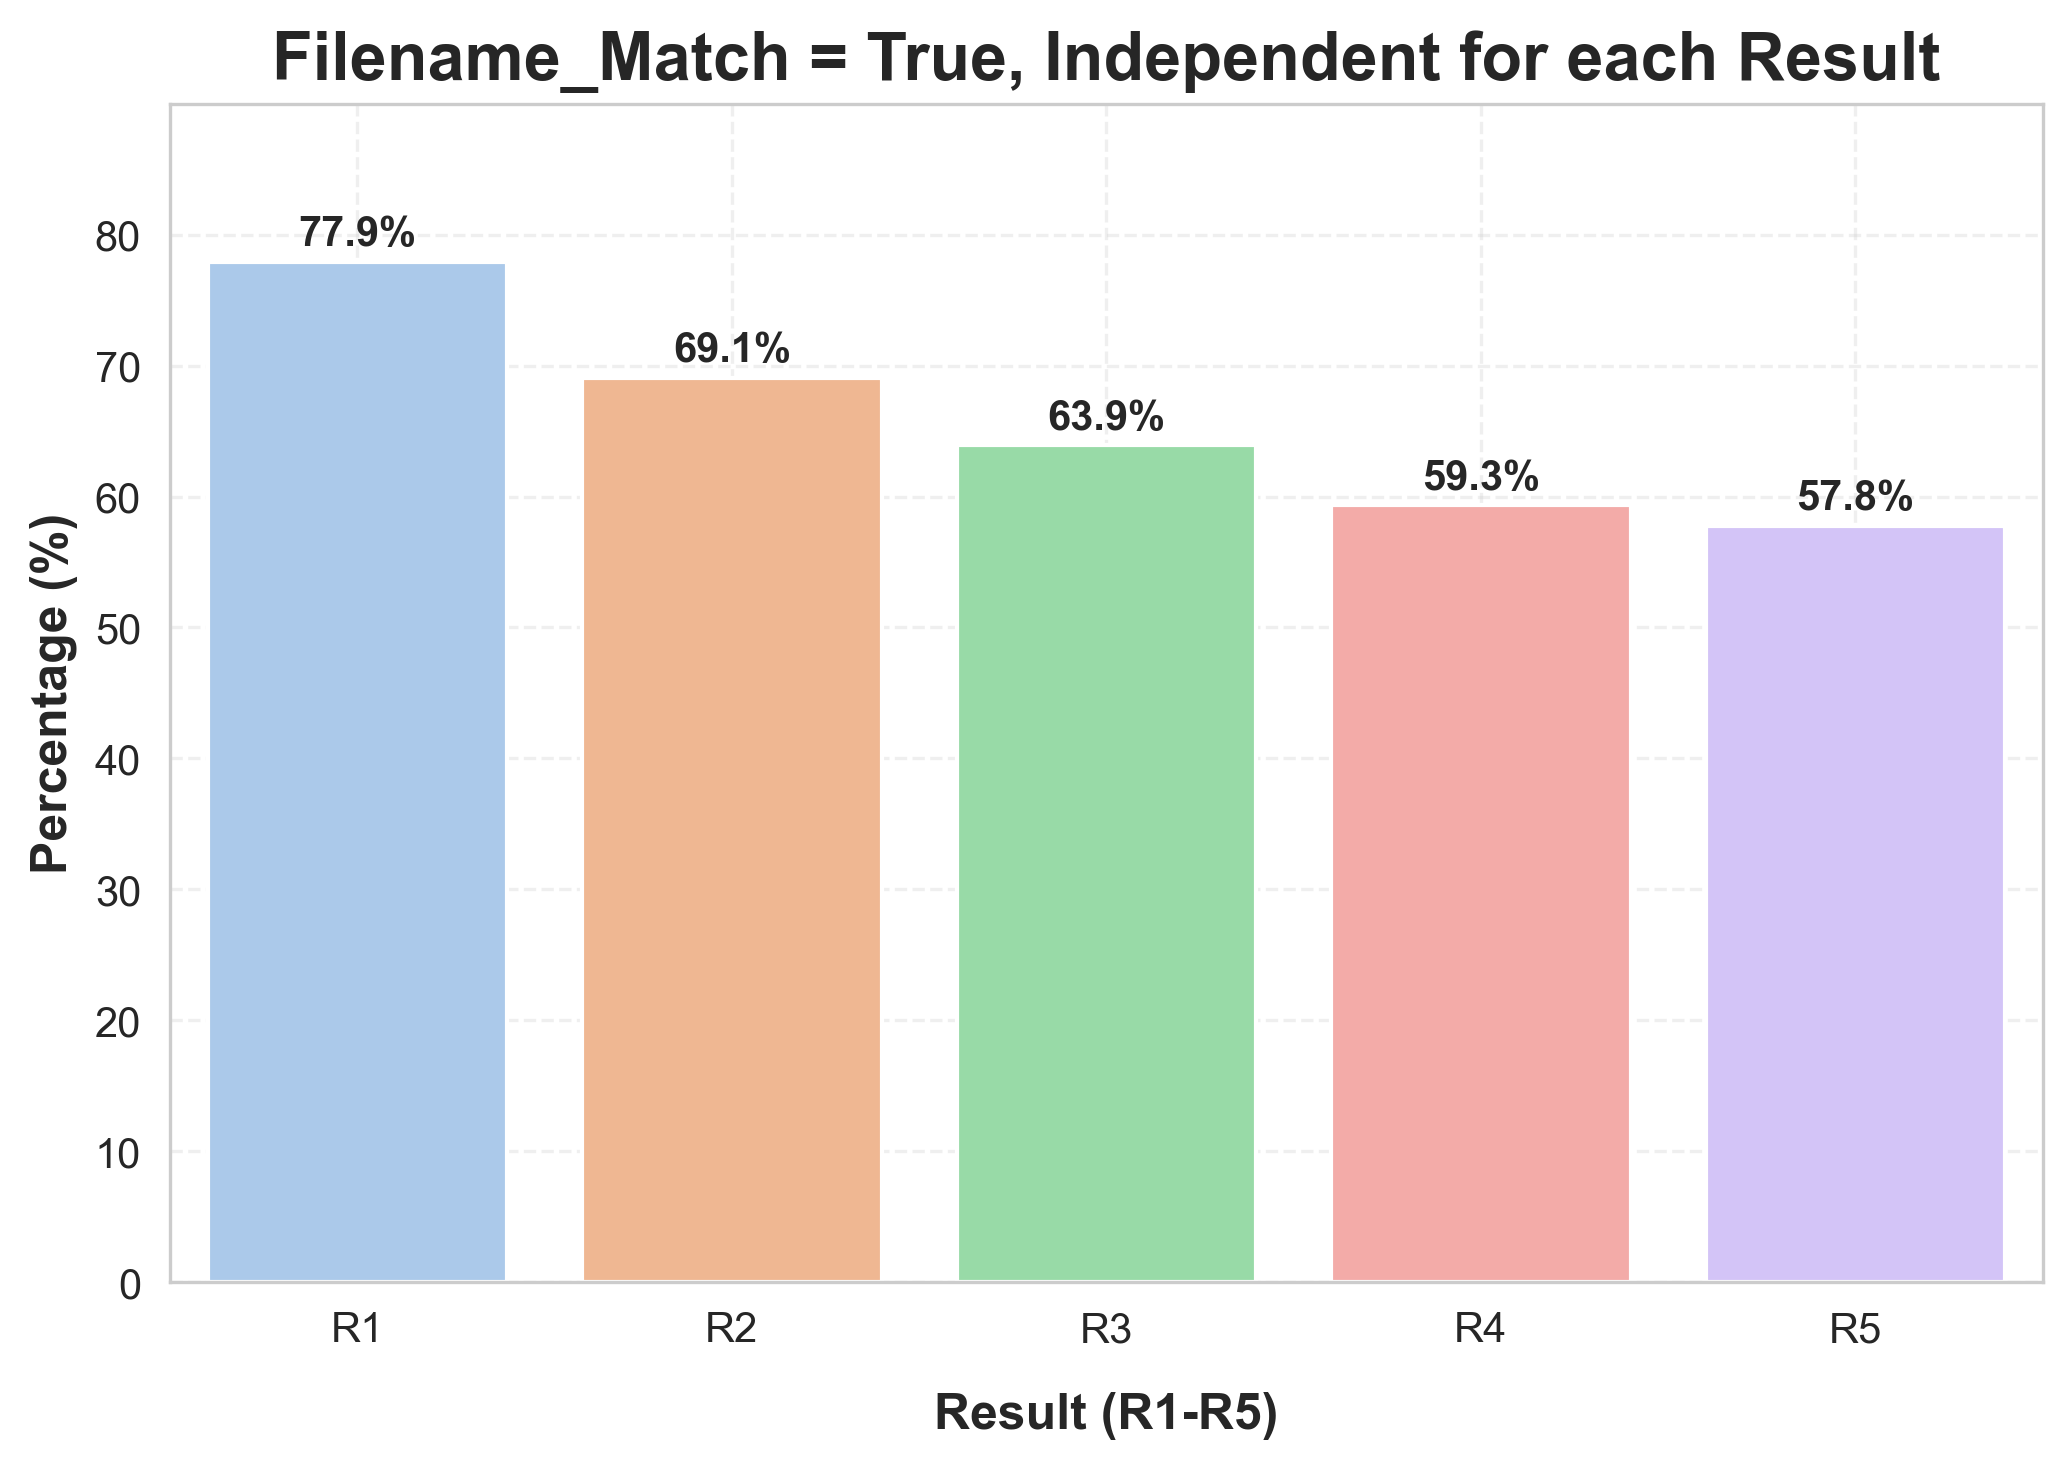 Filename_Match = True, Independent for each Result
Percentage (%)
80
70
60
50
40
30
20
10
0
77.9%
69.1%
63.9%
59.3%
57.8%
R1
R2
R3
R4
R5
Result (R1-R5)